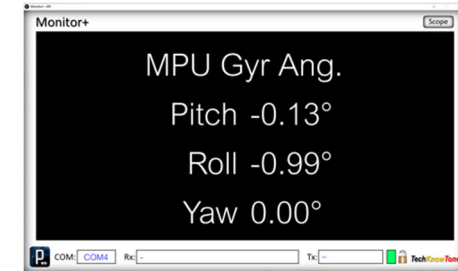 Monitor+
Scope
MPU Gyr Ang.
Pitch -0.13°
Roll -0.99°
Yaw 0.00°
COM: COM4 Rx: - Tx: ~ TechKnowTone